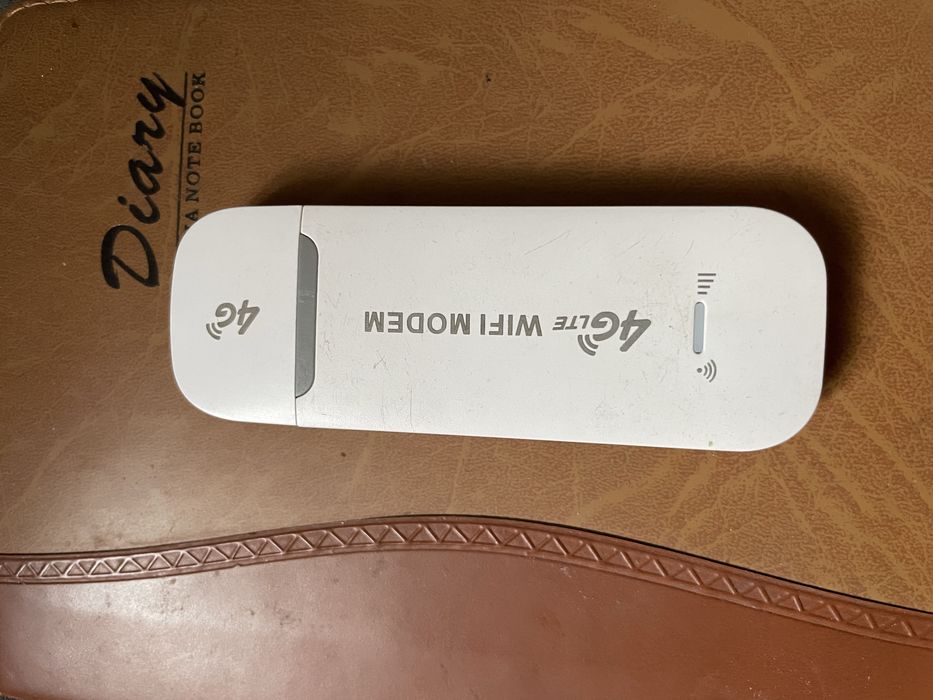 Diary
A NOTE BOOK
4G
4G LTE WIFI MODEM